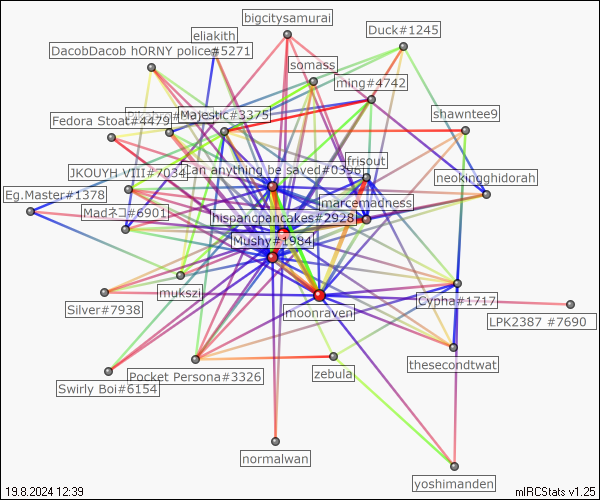 bigcitysamurai
Duck#1245
eliakith
DacobDacob hORNY police#5271
somass
ming#4742
Majestic#3375
Fedora Stoat#4479
shawntee9
frisout
can anything be saved#0396
JKOUYH VIII#7034
neokingghidorah
Eg.Master#1378
marcemadness
Madネコ#6901
hispancpancakes#2928
Mushy#1984
mukszi
Cypha#1717
Silver#7938
moonraven
LPK2387 #7690
thesecondtwat
zebula
Pocket Persona#3326
Swirly Boi#6154
normalwan
yoshimanden
19.8.2024 12:39
mIRCStats v1.25